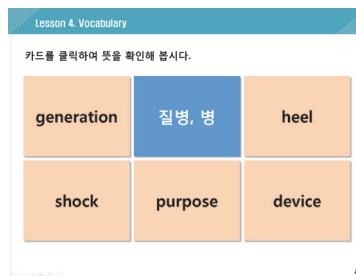 Lesson 4. Vocabulary
카드를 클릭하여 뜻을 확인해 봅시다.
generation
질병, 병
heel
shock
purpose
device